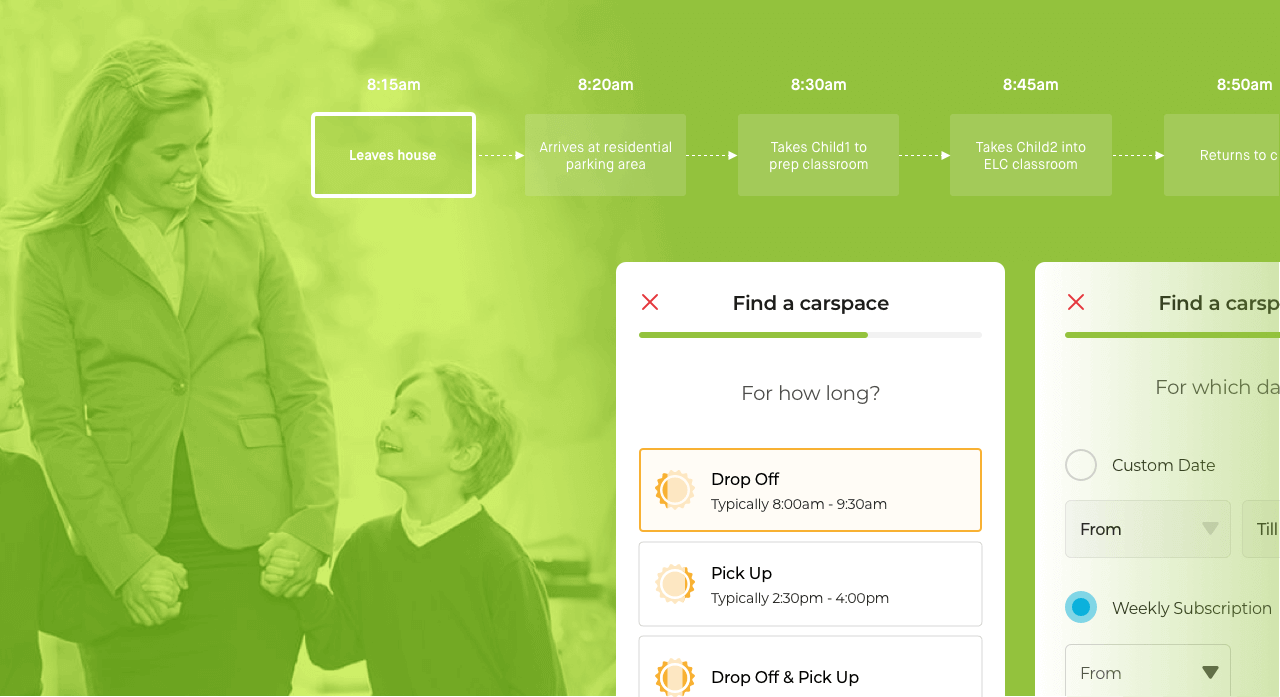 8:15am
8:20am
8:30am
8:45am
8:50am
Leaves house
Arrives at residential
parking area
Takes Child1 to
prep classroom
Takes Child2 into
ELC classroom
Returns to c
Find a carspace
For how long?
Drop Off
Typically 8:00am - 9:30am
Pick Up
Typically 2:30pm - 4:00pm
Drop Off & Pick Up
Find a carsp
For which da
Custom Date
From
Till
Weekly Subscription
From